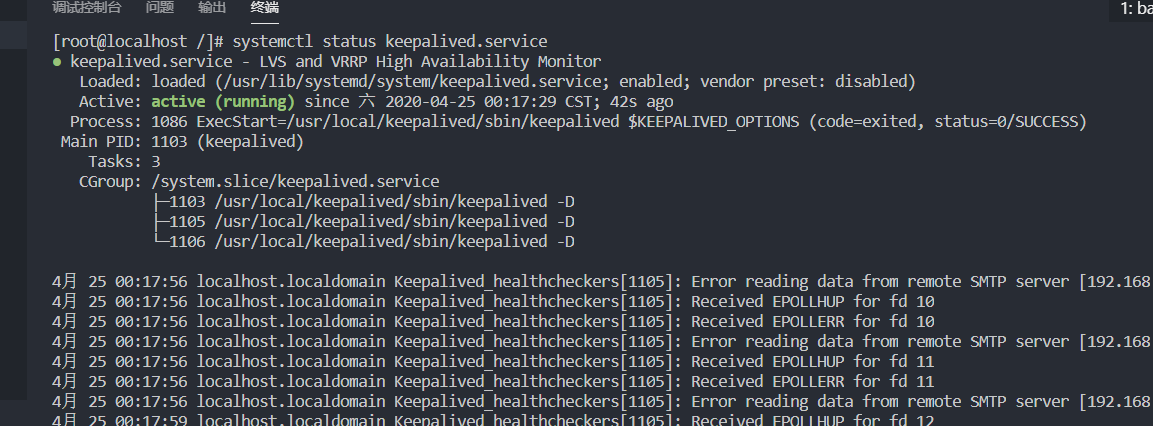 调试控制台 问题 输出 终端 1: ba
[root@localhost /]# systemctl status keepalived.service
● keepalived.service - LVS and VRRP High Availability Monitor
Loaded: loaded (/usr/lib/systemd/system/keepalived.service; enabled; vendor preset: disabled)
Active: active (running) since 六 2020-04-25 00:17:29 CST; 42s ago
Process: 1086 ExecStart=/usr/local/keepalived/sbin/keepalived $KEEPALIVED_OPTIONS (code=exited, status=0/SUCCESS)
Main PID: 1103 (keepalived)
Tasks: 3
CGroup: /system.slice/keepalived.service
├─1103 /usr/local/keepalived/sbin/keepalived -D
├─1105 /usr/local/keepalived/sbin/keepalived -D
└─1106 /usr/local/keepalived/sbin/keepalived -D
4月 25 00:17:56 localhost.localdomain Keepalived_healthcheckers[1105]: Error reading data from remote SMTP server [192.168
4月 25 00:17:56 localhost.localdomain Keepalived_healthcheckers[1105]: Received EPOLLHUP for fd 10
4月 25 00:17:56 localhost.localdomain Keepalived_healthcheckers[1105]: Received EPOLLERR for fd 10
4月 25 00:17:56 localhost.localdomain Keepalived_healthcheckers[1105]: Error reading data from remote SMTP server [192.168
4月 25 00:17:56 localhost.localdomain Keepalived_healthcheckers[1105]: Received EPOLLHUP for fd 11
4月 25 00:17:56 localhost.localdomain Keepalived_healthcheckers[1105]: Received EPOLLERR for fd 11
4月 25 00:17:56 localhost.localdomain Keepalived_healthcheckers[1105]: Error reading data from remote SMTP server [192.168
4月 25 00:17:59 localhost.localdomain Keepalived_healthcheckers[1105]: Received EPOLLHUP for fd 12